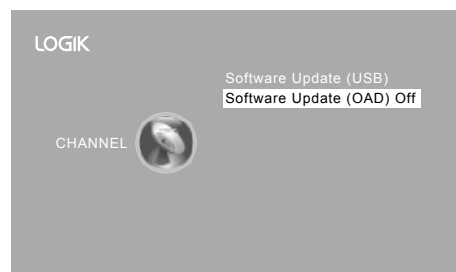 LOGIK
Software Update (USB)
Software Update (OAD) Off
CHANNEL